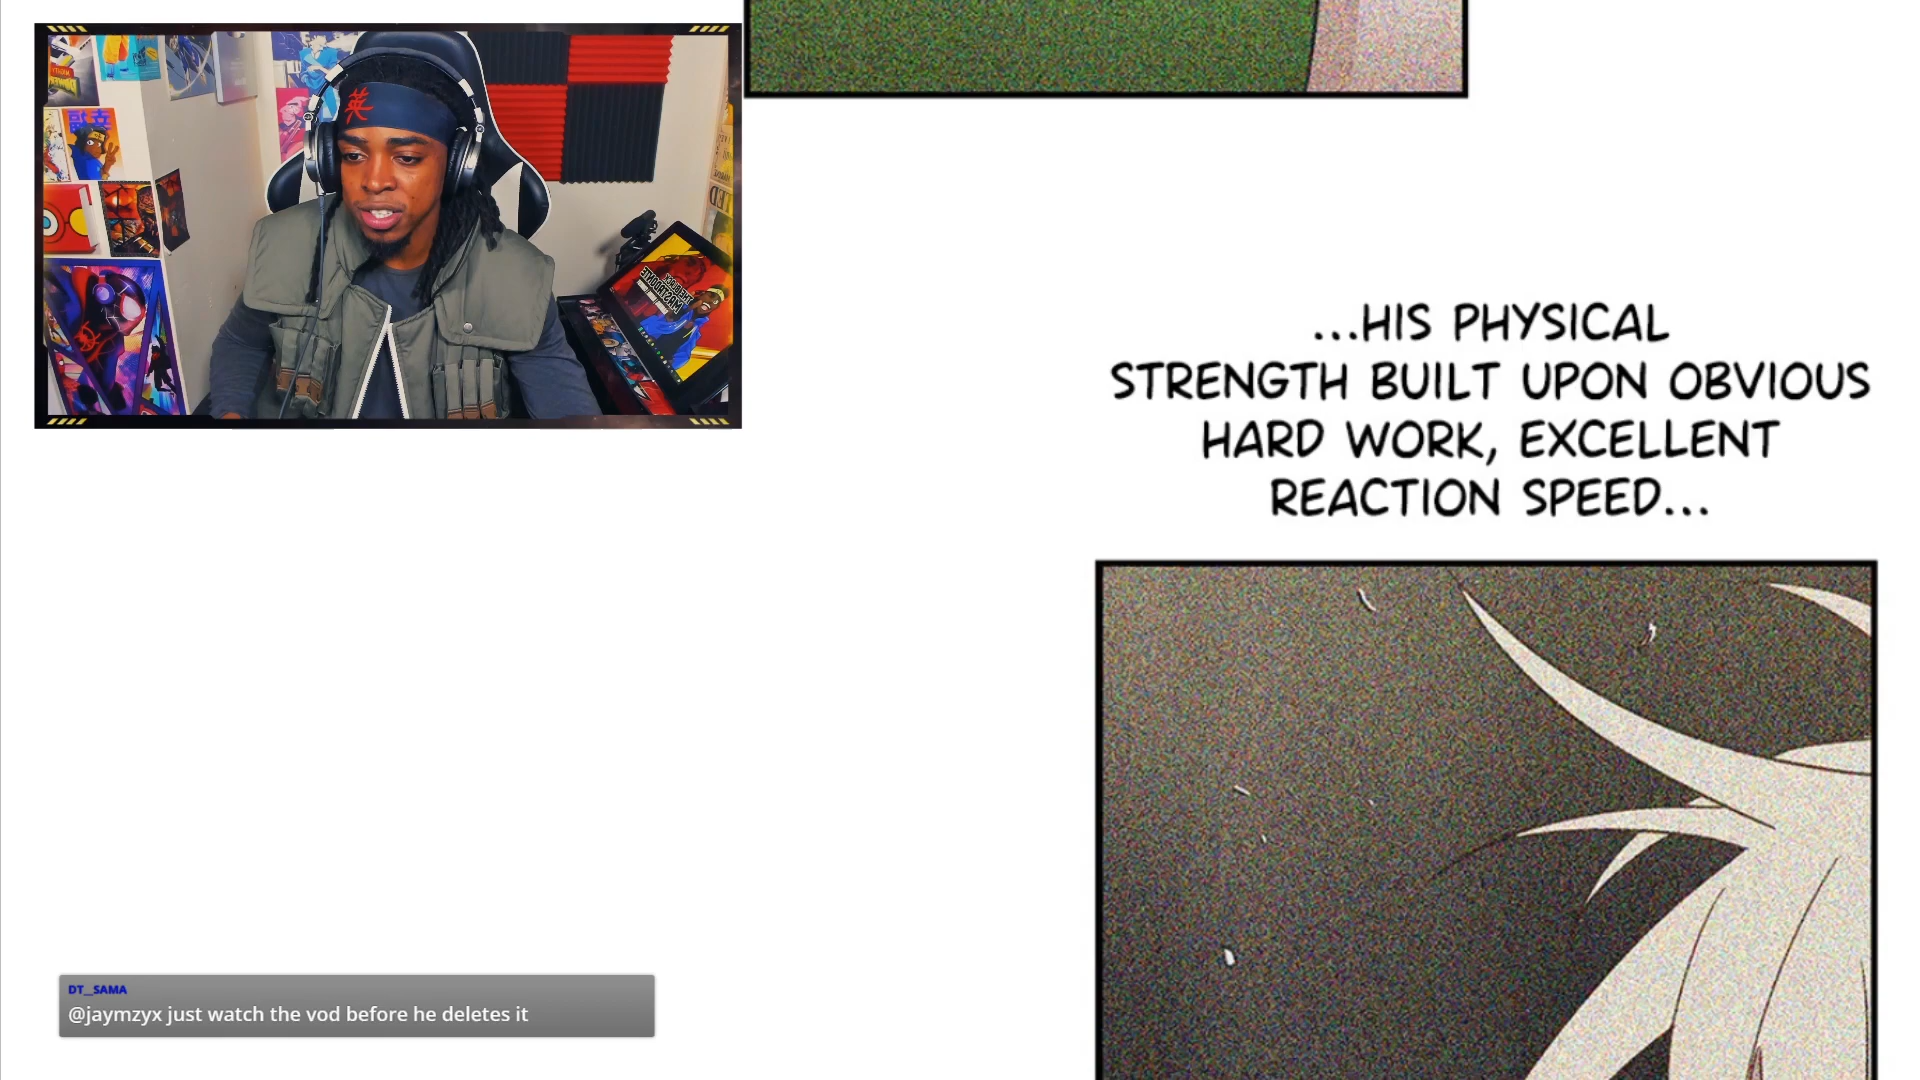 英
...HIS PHYSICAL
STRENGTH BUILT UPON OBVIOUS
HARD WORK, EXCELLENT
REACTION SPEED...
DT_SAMA
@jaymzyx just watch the vod before he deletes it